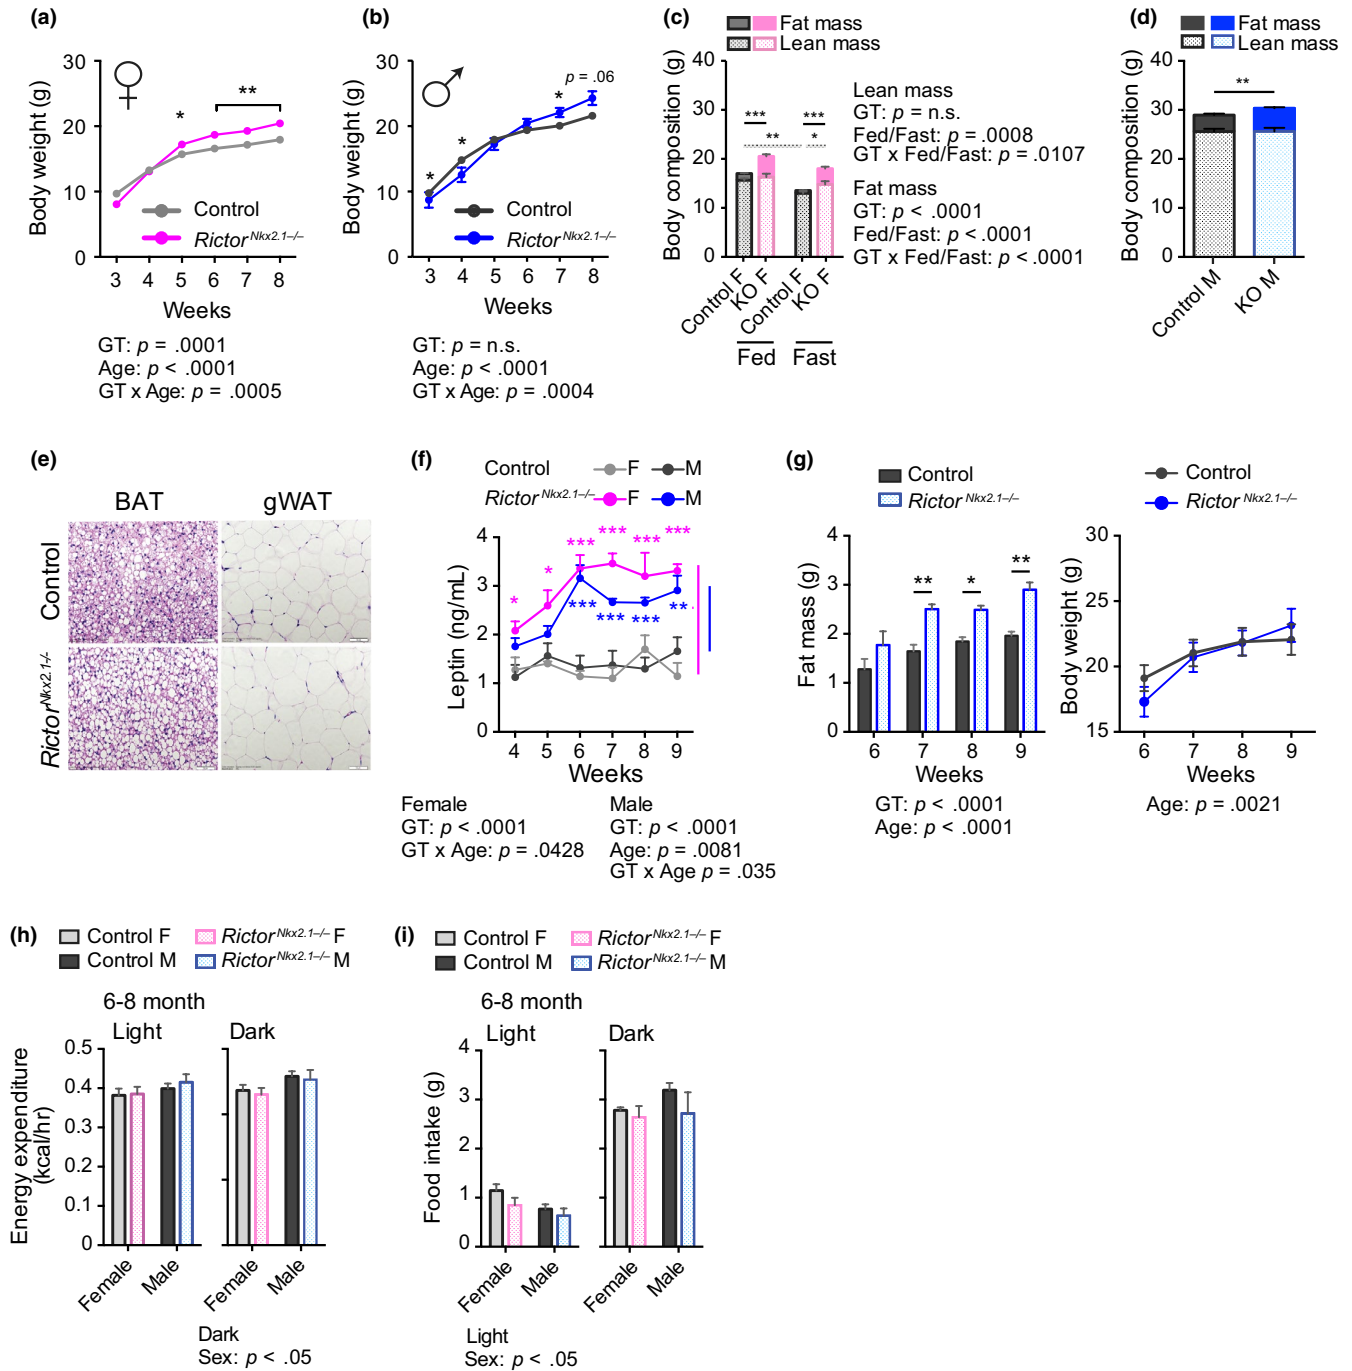 (a)
Body weight (g)
30
20
10
0
*
**
Control
Rictor Nkx2.1–/–
3 4 5 6 7 8
Weeks
GT: p = .0001
Age: p < .0001
GT x Age: p = .0005
(b)
Body weight (g)
30
20
10
0
*
*
*
p = .06
Control
Rictor Nkx2.1–/–
3 4 5 6 7 8
Weeks
GT: p = n.s.
Age: p < .0001
GT x Age: p = .0004
(c)
Fat mass
Lean mass
Body composition (g)
40
30
20
10
0
*** ***
** *
Control F
KO F
Control F
KO F
Fed Fast
Lean mass
GT: p = n.s.
Fed/Fast: p = .0008
GT x Fed/Fast: p = .0107
Fat mass
GT: p < .0001
Fed/Fast: p < .0001
GT x Fed/Fast: p < .0001
(d)
Fat mass
Lean mass
Body composition (g)
40
30
20
10
0
**
Control M
KO M
(e)
BAT gWAT
Control
Rictor Nkx2.1-/-
(f)
Control F M
Rictor Nkx2.1–/– F M
Leptin (ng/mL)
4
3
2
1
0
* * *** *** *** ***
*** *** *** **
4 5 6 7 8 9
Weeks
Female
GT: p < .0001
GT x Age: p = .0428
Male
GT: p < .0001
Age: p = .0081
GT x Age p = .035
(g)
Control
Rictor Nkx2.1–/–
Fat mass (g)
4
3
2
1
0
** * **
6 7 8 9
Weeks
GT: p < .0001
Age: p < .0001
Control
Rictor Nkx2.1–/–
Body weight (g)
30
25
20
15
6 7 8 9
Weeks
Age: p = .0021
(h)
Control F Rictor Nkx2.1–/– F
Control M Rictor Nkx2.1–/– M
6-8 month
Light Dark
Energy expenditure
(kcal/hr)
0.5
0.4
0.3
0.2
0.1
0
Female Male Female Male
Dark
Sex: p < .05
(i)
Control F Rictor Nkx2.1–/– F
Control M Rictor Nkx2.1–/– M
6-8 month
Light Dark
Food intake (g)
4
3
2
1
0
Female Male Female Male
Light
Sex: p < .05